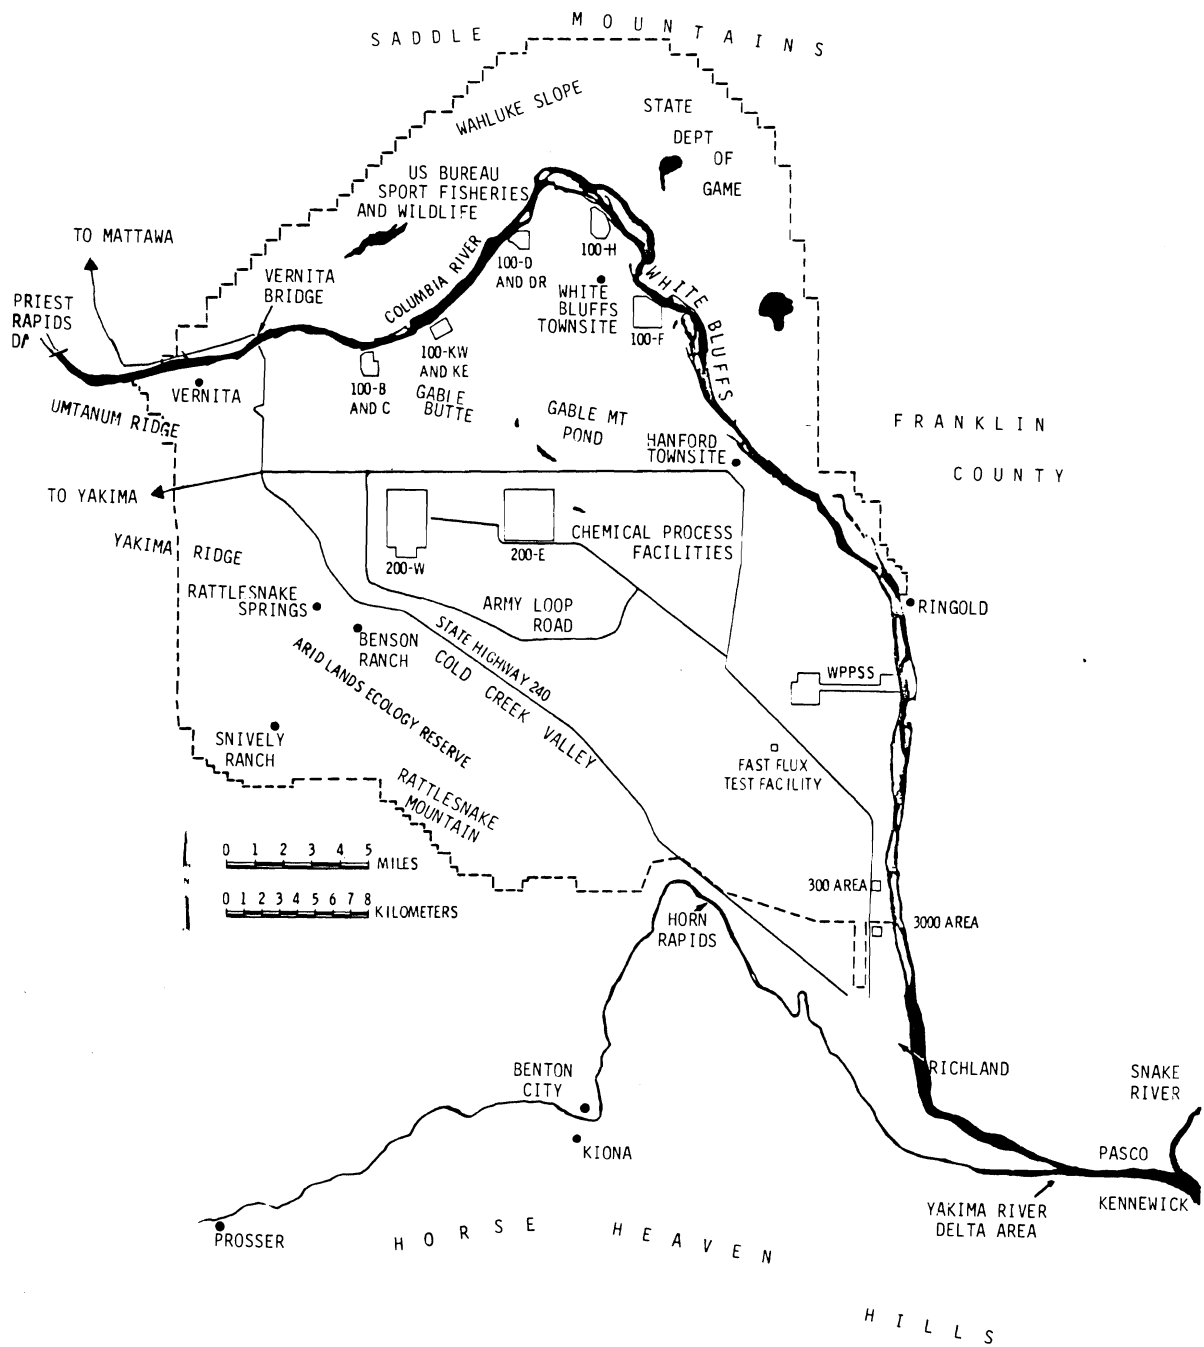 SADDLE MOUNTAINS
WAHLUKE SLOPE
STATE
DEPT
OF
GAME
US BUREAU
SPORT FISHERIES
AND WILDLIFE
TO MATTAWA
COLUMBIA RIVER
100-D
AND DR
100-H
VERNITA
BRIDGE
WHITE
BLUFFS
TOWNSITE
WHITE BLUFFS
PRIEST
RAPIDS
100-F
100-KW
AND KE
100-B
AND C
VERNITA
GABLE
BUTTE
UMTANUM RIDGE
GABLE MT
POND
HANFORD
TOWNSITE
FRANKLIN
COUNTY
TO YAKIMA
CHEMICAL PROCESS
FACILITIES
200-W
200-E
YAKIMA RIDGE
RATTLESNAKE
SPRINGS
ARMY LOOP
ROAD
RINGOLD
BENSON
RANCH
STATE HIGHWAY 240
COLD CREEK VALLEY
ARID LANDS ECOLOGY RESERVE
WPPSS
SNIVELY
RANCH
FAST FLUX
TEST FACILITY
RATTLESNAKE
MOUNTAIN
0 1 2 3 4 5
MILES
0 1 2 3 4 5 6 7 8
KILOMETERS
300 AREA
3000 AREA
HORN
RAPIDS
RICHLAND
BENTON
CITY
SNAKE
RIVER
KIONA
PASCO
KENNEWICK
YAKIMA RIVER
DELTA AREA
PROSSER
HORSE HEAVEN HILLS